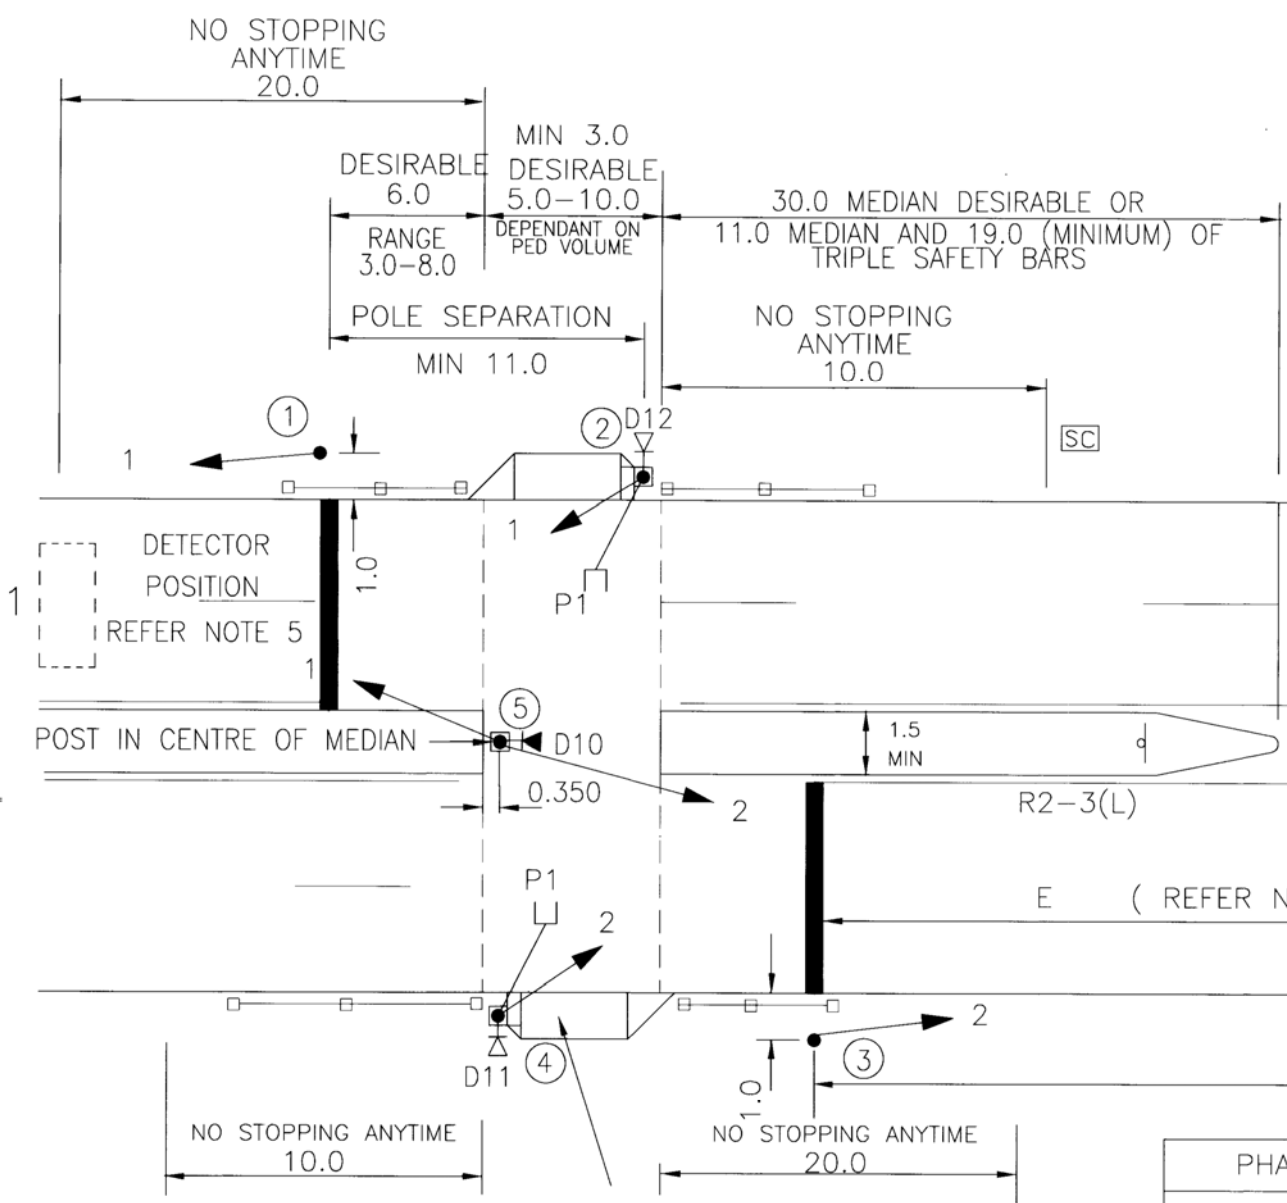 NO STOPPING
ANYTIME
20.0
MIN 3.0
DESIRABLE
6.0
DESIRABLE
5.0–10.0
DEPENDANT ON
PED VOLUME
RANGE
3.0–8.0
30.0 MEDIAN DESIRABLE OR
11.0 MEDIAN AND 19.0 (MINIMUM) OF
TRIPLE SAFETY BARS
POLE SEPARATION
MIN 11.0
NO STOPPING
ANYTIME
10.0
1
1
2
D12
SC
1
1.0
P1
DETECTOR
POSITION
REFER NOTE 5
1
1
5
POST IN CENTRE OF MEDIAN
D10
1.5
MIN
0.350
2
R2–3(L)
P1
2
E ( REFER N
2
D11
4
3
1.0
NO STOPPING ANYTIME
10.0
NO STOPPING ANYTIME
20.0
PHA